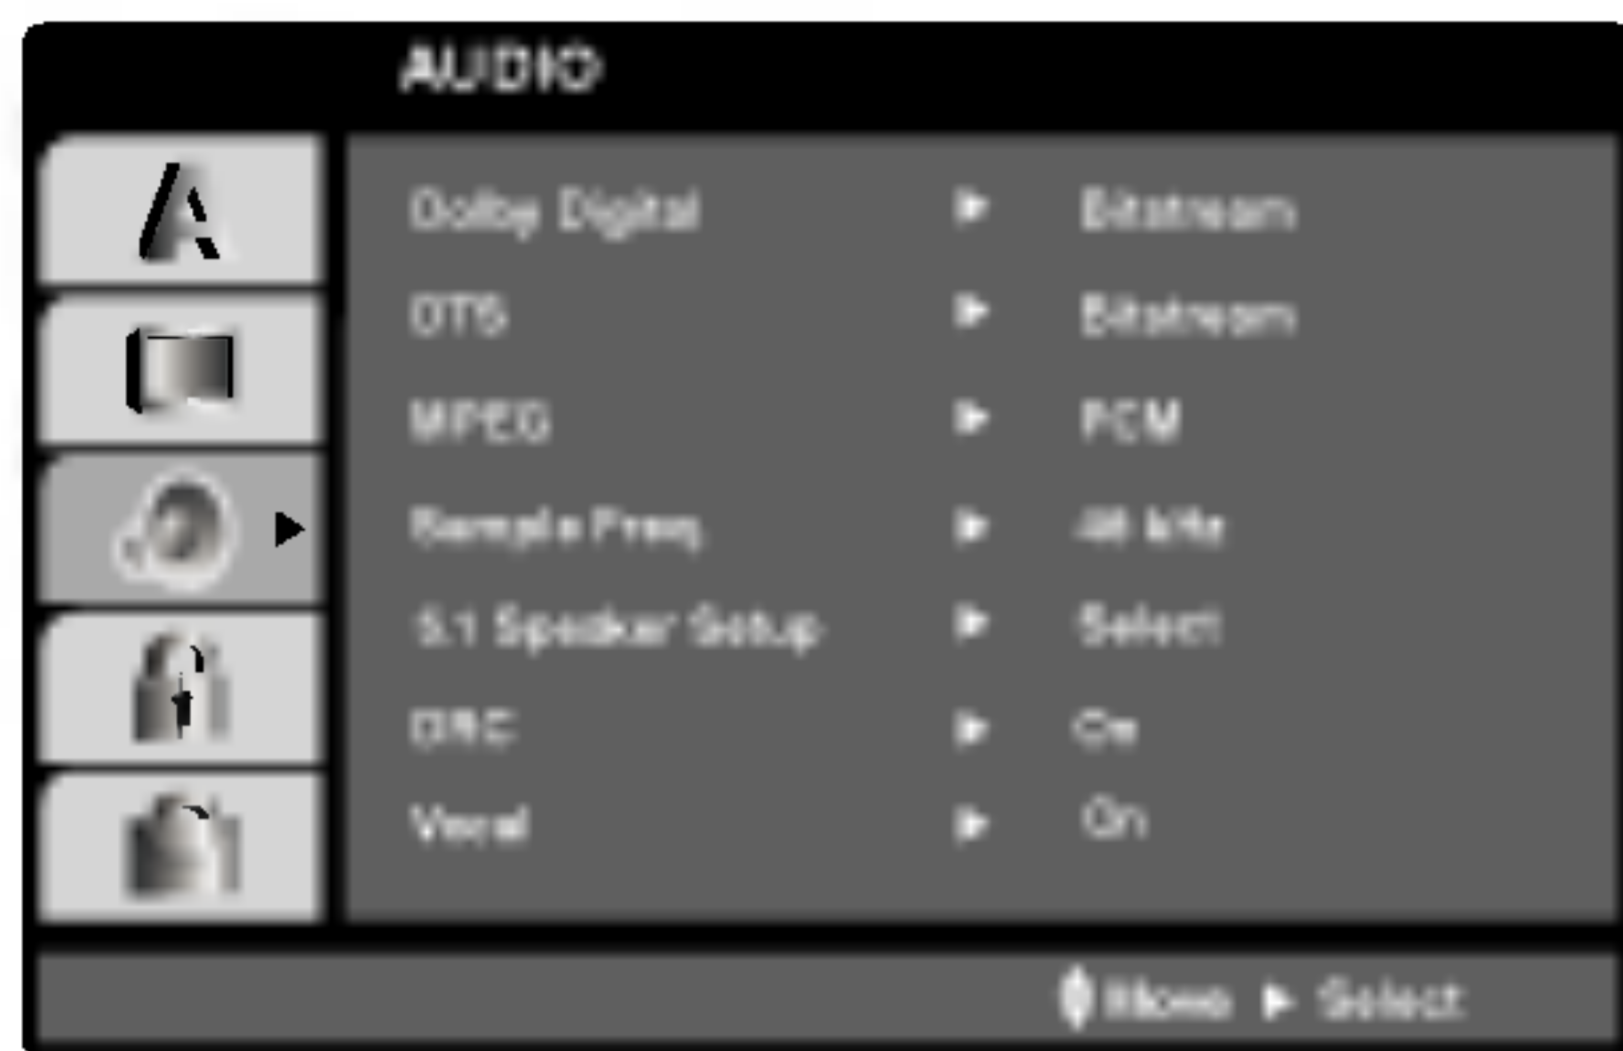 AUDIO
Dolby Digital ► Bitstream
DTS ► Bitstream
MPEG ► PCM
Sample Freq. ► 48 kHz
5.1 Speaker Setup ► Select
DRC ► On
Vocal ► On
Move ► Select